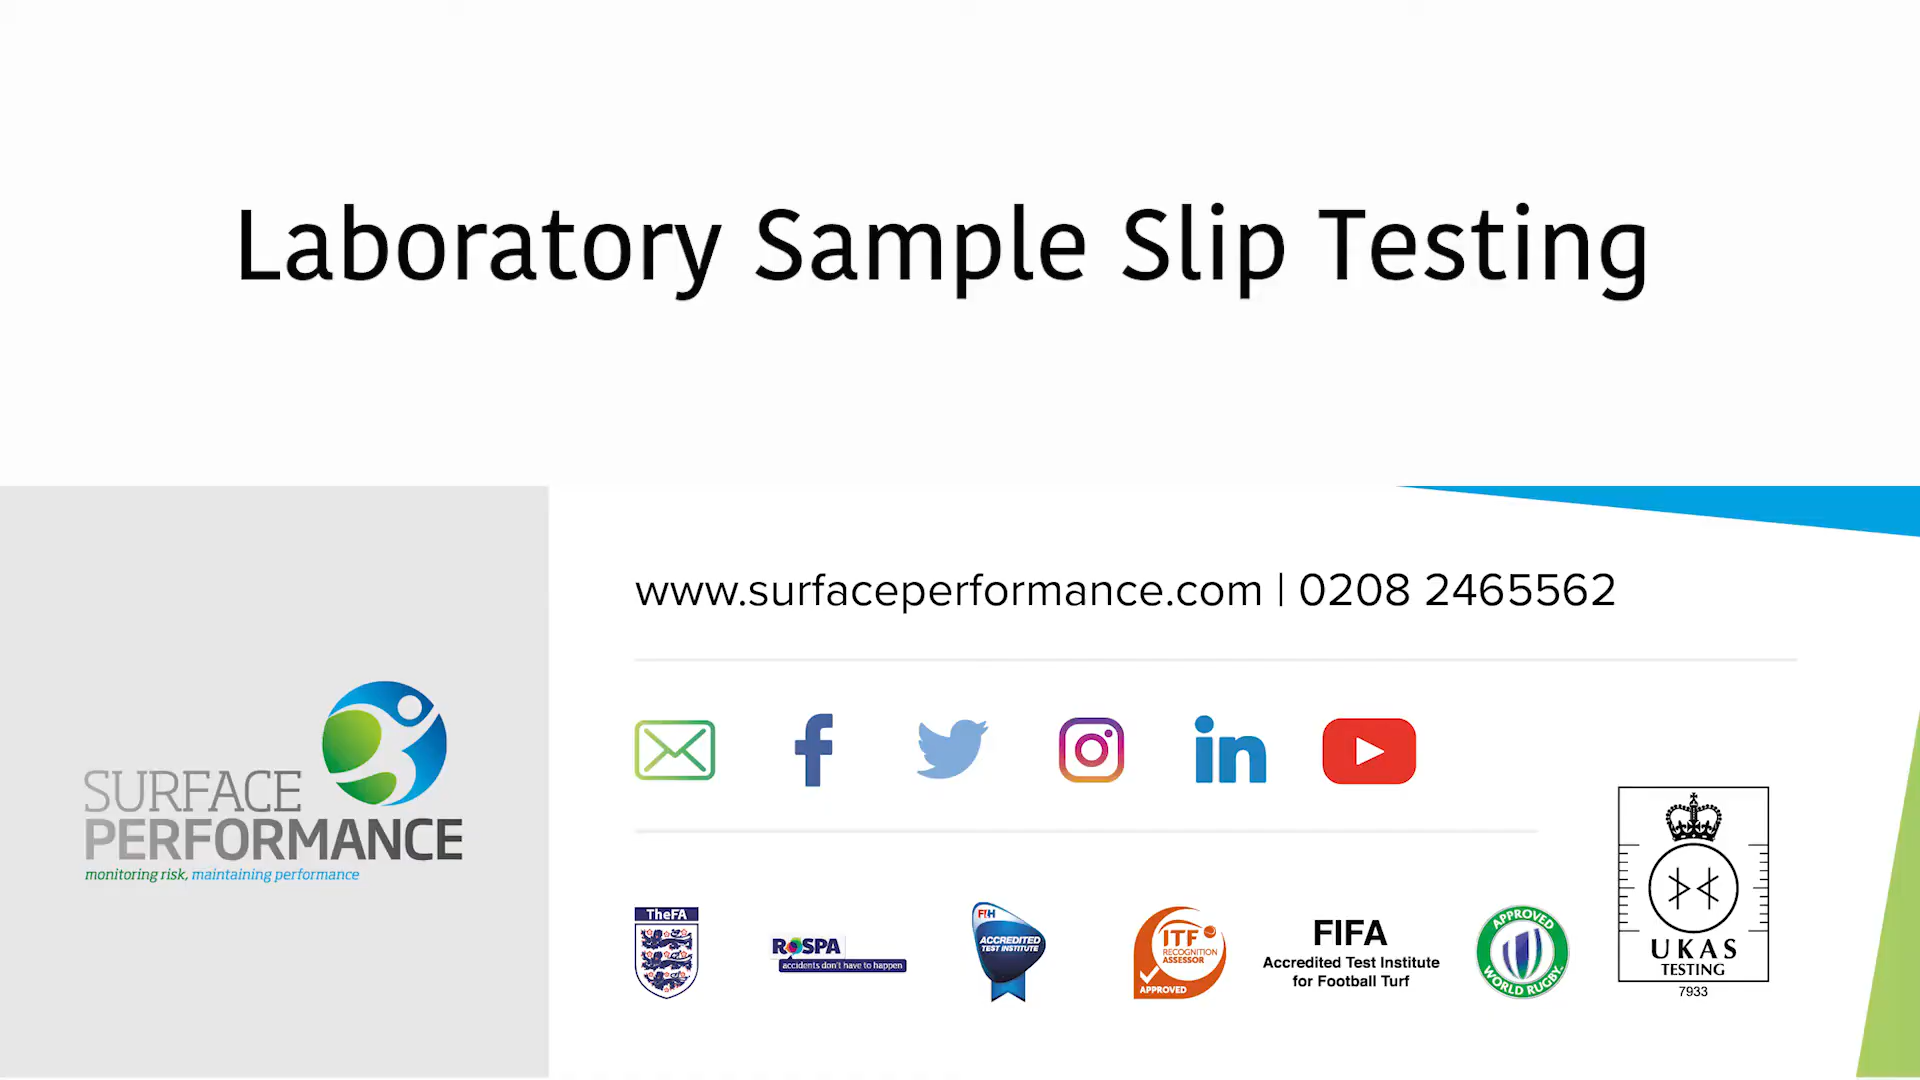 Laboratory Sample Slip Testing
www.surfaceperformance.com | 0208 2465562
SURFACE
PERFORMANCE
monitoring risk, maintaining performance
TheFA
RoSPA
accidents don't have to happen
FIH
ACCREDITED
TEST INSTITUTE
ITF
RECOGNITION
ASSESSOR
APPROVED
FIFA
Accredited Test Institute
for Football Turf
APPROVED
WORLD RUGBY.
UKAS
TESTING
7933